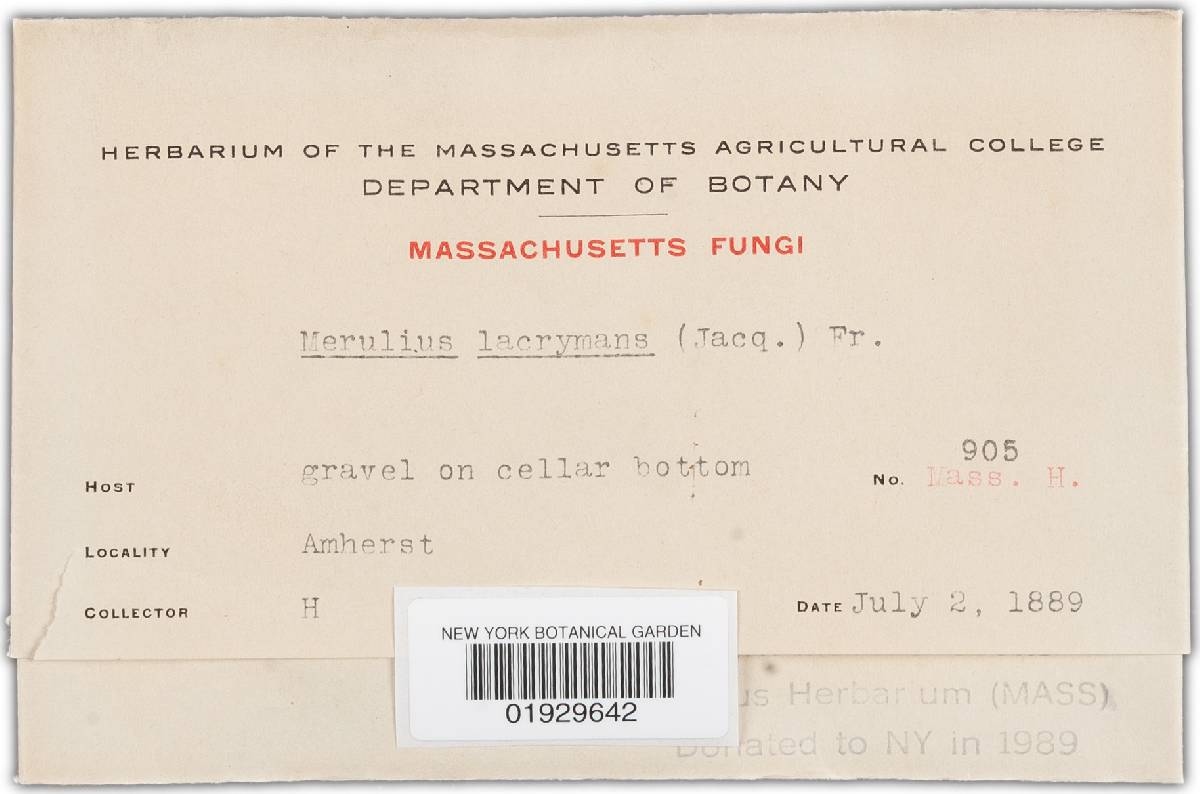 HERBARIUM OF THE MASSACHUSETTS AGRICULTURAL COLLEGE
DEPARTMENT OF BOTANY
MASSACHUSETTS FUNGI
Merulius lacrymans (Jacq.) Fr.
HOST gravel on cellar bottom
No. 905 Mass. H.
LOCALITY Amherst
COLLECTOR H
DATE July 2, 1889
NEW YORK BOTANICAL GARDEN
01929642
Herbarium (MASS)
Donated to NY in 1989